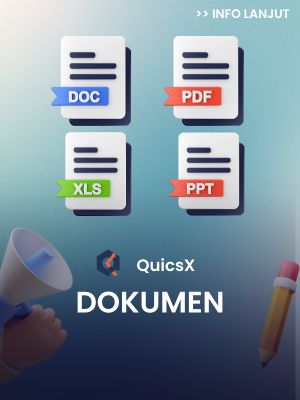 >> INFO LANJUT
DOC
PDF
XLS
PPT
QuicsX
DOKUMEN